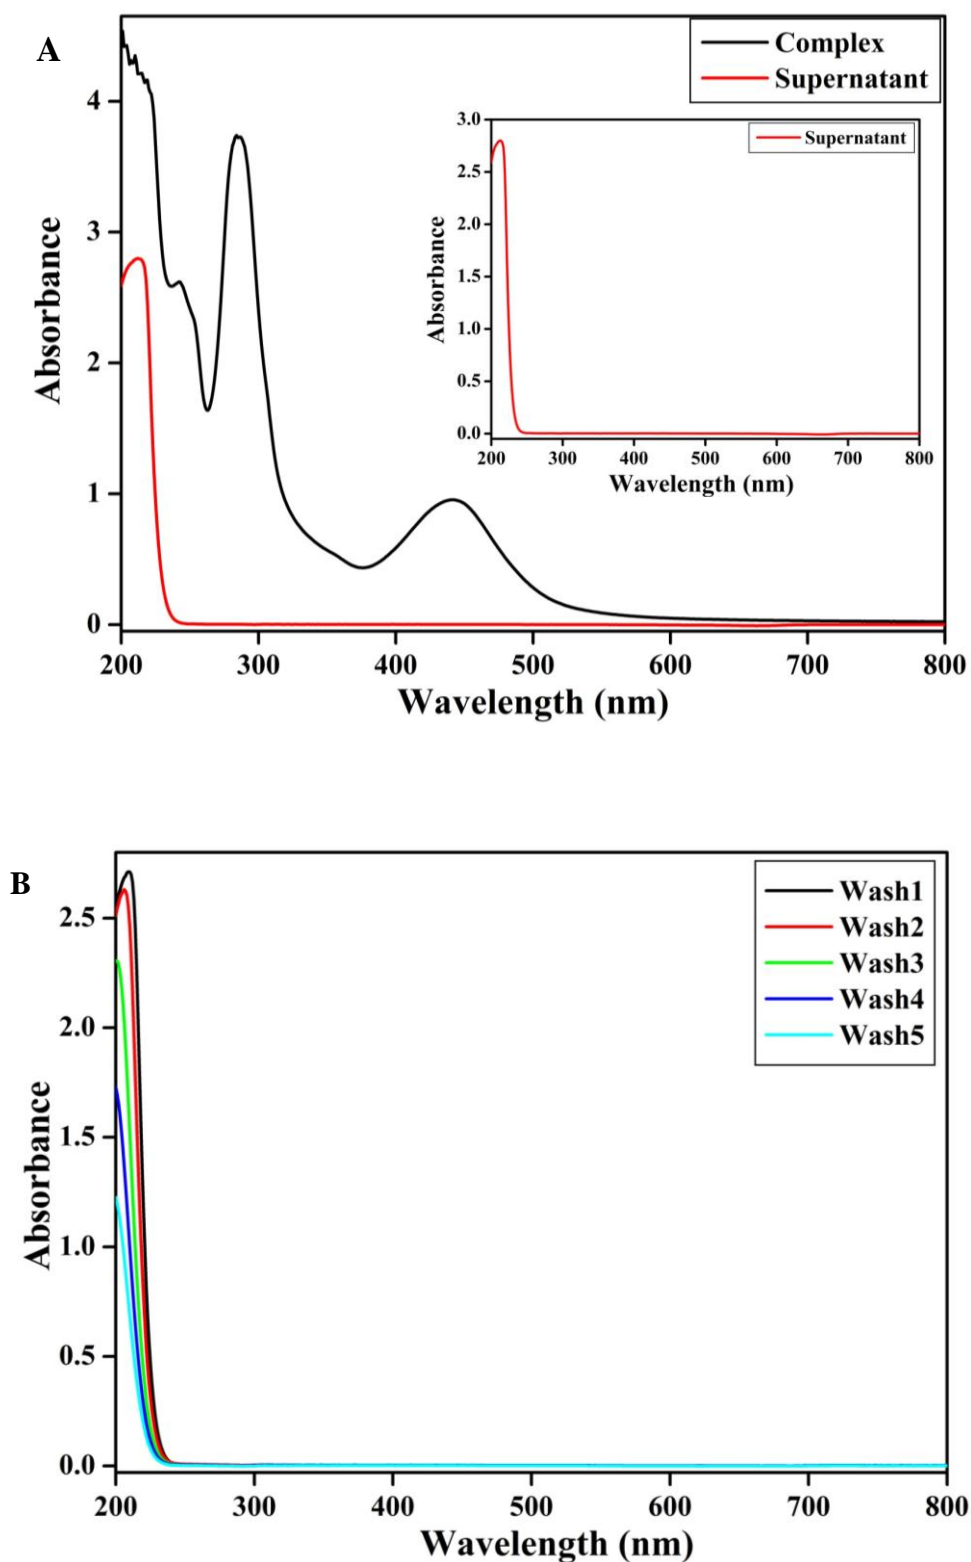 A
Complex
Supernatant
4
3
2
1
0
Absorbance
200 300 400 500 600 700 800
Wavelength (nm)
Supernatant
3.0
2.5
2.0
1.5
1.0
0.5
0.0
Absorbance
200 300 400 500 600 700 800
Wavelength (nm)
B
Wash1
Wash2
Wash3
Wash4
Wash5
2.5
2.0
1.5
1.0
0.5
0.0
Absorbance
200 300 400 500 600 700 800
Wavelength (nm)